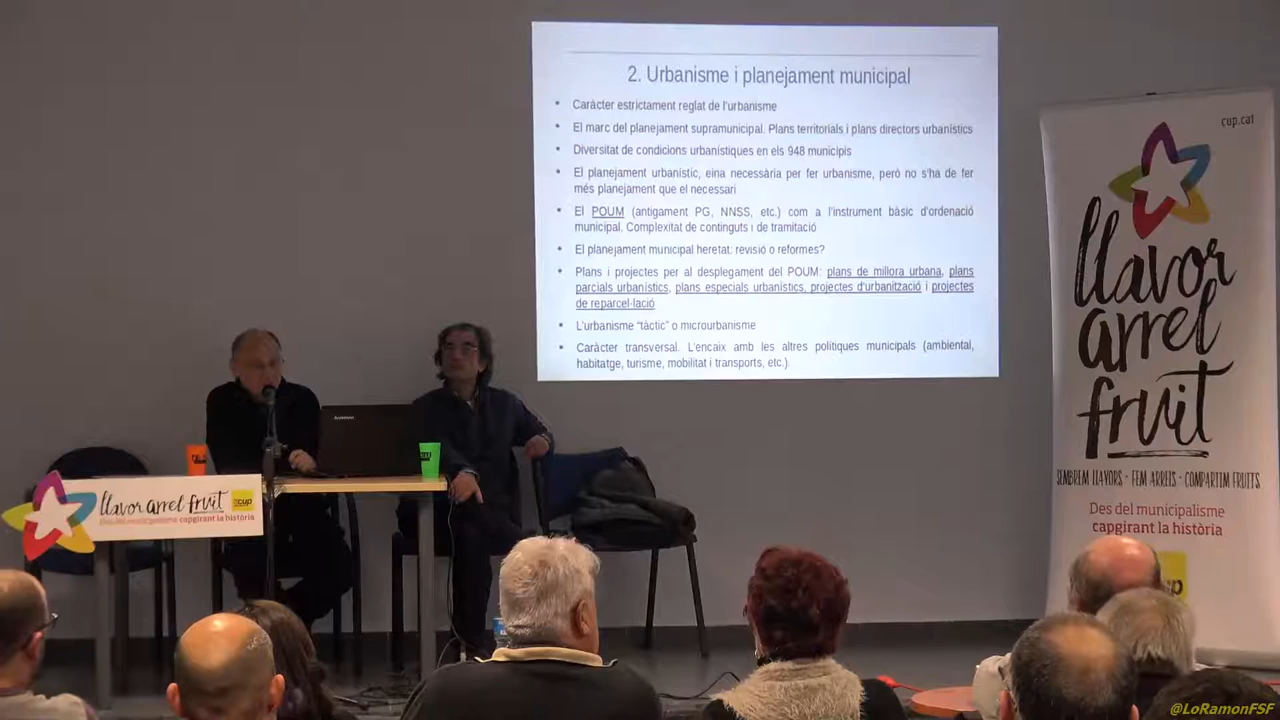 2. Urbanisme i planejament municipal
• Caràcter estrictament reglat de l'urbanisme
• El marc del planejament supramunicipal. Plans territorials i plans directors urbanístics
• Diversitat de condicions urbanístiques en els 948 municipis
• El planejament urbanístic, eina necessària per fer urbanisme, però no s'ha de fer
més planejament que el necessari
• El POUM (antigament PG, NNSS, etc.) com a l'instrument bàsic d'ordenació
municipal. Complexitat de continguts i de tramitació
• El planejament municipal heretat: revisió o reformes?
• Plans i projectes per al desplegament del POUM: plans de millora urbana, plans
parcials urbanístics, plans especials urbanístics, projectes d'urbanització i projectes
de reparcel·lació
• L'urbanisme "tàctic" o microurbanisme
• Caràcter transversal. L'encaix amb les altres polítiques municipals (ambiental,
habitatge, turisme, mobilitat i transports, etc.).
cup.cat
llavor
arrel
fruit
SEMBREM LLAVORS · FEM ARRELS · COMPARTIM FRUITS
Des del municipalisme
capgirant la història
cup
llavor arrel fruit
cup
Des del municipalisme capgirant la història
@LoRamonFSF